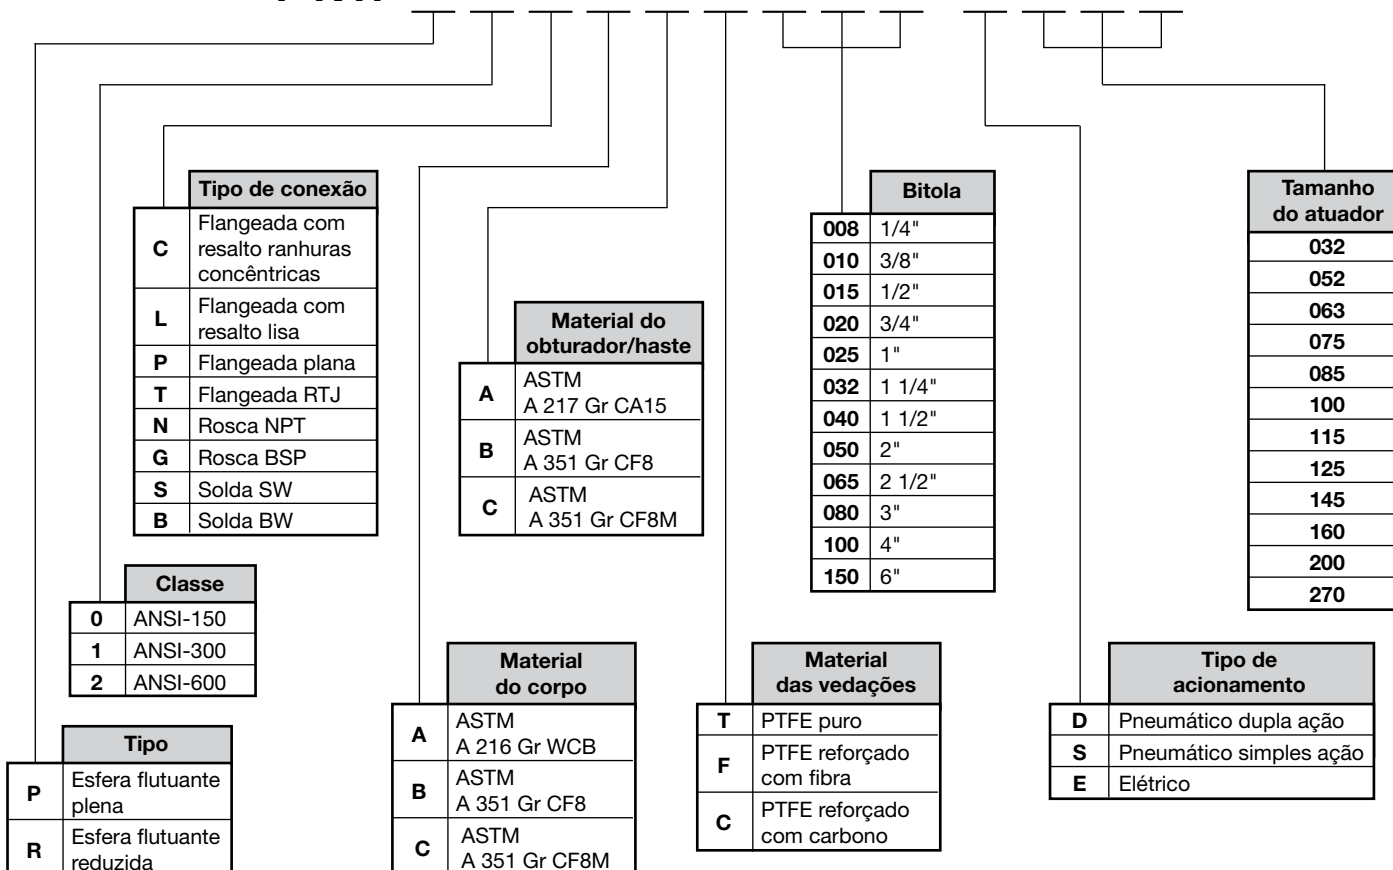 Tipo de conexão
C
Flangeada com
resalto ranhuras
concêntricas
L
Flangeada com
resalto lisa
P Flangeada plana
T Flangeada RTJ
N Rosca NPT
G Rosca BSP
S Solda SW
B Solda BW
Classe
0 ANSI-150
1 ANSI-300
2 ANSI-600
Tipo
P
Esfera flutuante
plena
R
Esfera flutuante
reduzida
Material do
obturador/haste
A
ASTM
A 217 Gr CA15
B
ASTM
A 351 Gr CF8
C
ASTM
A 351 Gr CF8M
Material
do corpo
A
ASTM
A 216 Gr WCB
B
ASTM
A 351 Gr CF8
C
ASTM
A 351 Gr CF8M
Bitola
008 1/4"
010 3/8"
015 1/2"
020 3/4"
025 1"
032 1 1/4"
040 1 1/2"
050 2"
065 2 1/2"
080 3"
100 4"
150 6"
Material
das vedações
T PTFE puro
F
PTFE reforçado
com fibra
C
PTFE reforçado
com carbono
Tamanho
do atuador
032
052
063
075
085
100
115
125
145
160
200
270
Tipo de
acionamento
D Pneumático dupla ação
S Pneumático simples ação
E Elétrico